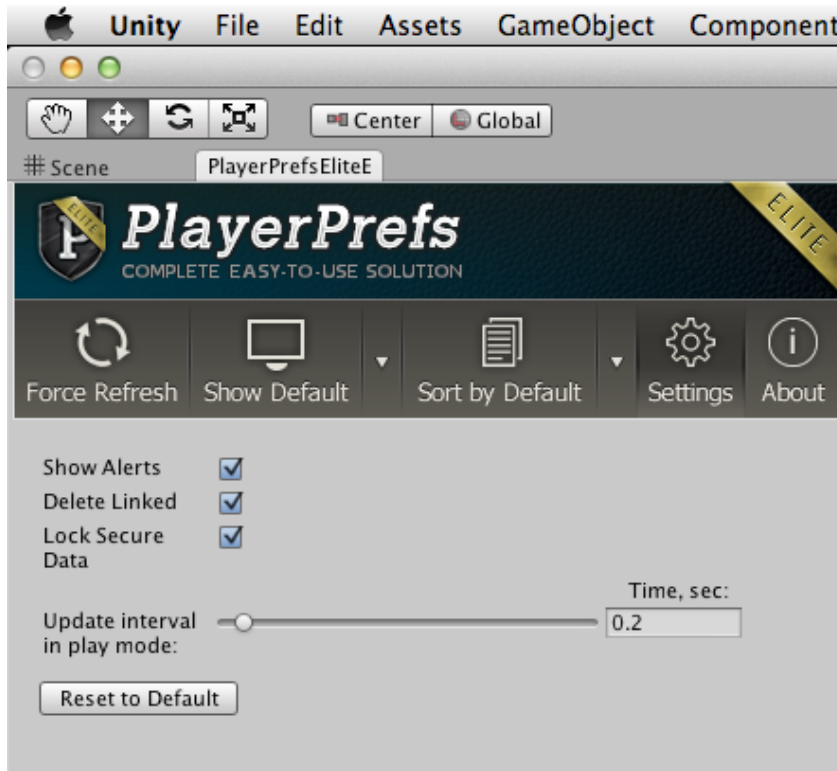 Unity File Edit Assets GameObject Component
Center Global
Scene PlayerPrefsEliteE
ELITE P PlayerPrefs ELITE
COMPLETE EASY-TO-USE SOLUTION
Force Refresh Show Default Sort by Default Settings About
Show Alerts
Delete Linked
Lock Secure
Data
Time, sec:
Update interval 0.2
in play mode:
Reset to Default